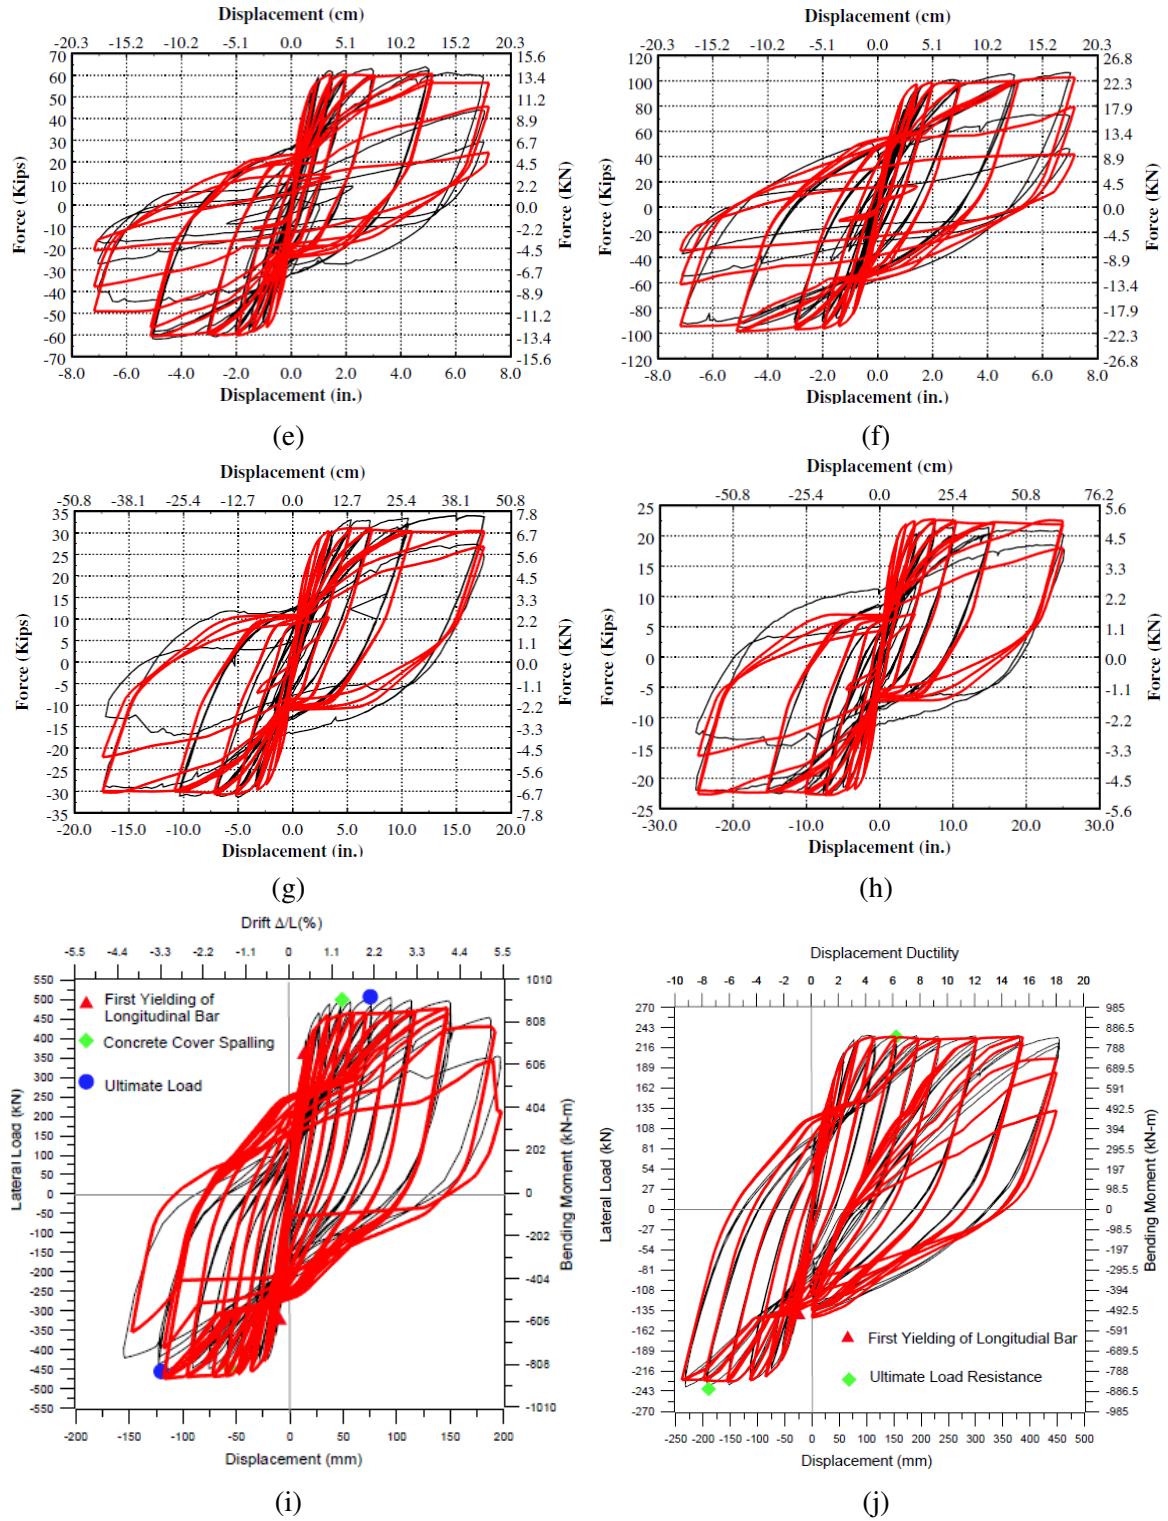 Displacement (cm)
-20.3 -15.2 -10.2 -5.1 0.0 5.1 10.2 15.2 20.3
70 60 50 40 30 20 10 0 -10 -20 -30 -40 -50 -60 -70
Force (Kips)
15.6 13.4 11.2 8.9 6.7 4.5 2.2 0.0 -2.2 -4.5 -6.7 -8.9 -11.2 -13.4 -15.6
Force (KN)
-8.0 -6.0 -4.0 -2.0 0.0 2.0 4.0 6.0 8.0
Displacement (in.)
(e)
Displacement (cm)
-20.3 -15.2 -10.2 -5.1 0.0 5.1 10.2 15.2 20.3
120 100 80 60 40 20 0 -20 -40 -60 -80 -100 -120
Force (Kips)
26.8 22.3 17.9 13.4 8.9 4.5 0.0 -4.5 -8.9 -13.4 -17.9 -22.3 -26.8
Force (KN)
-8.0 -6.0 -4.0 -2.0 0.0 2.0 4.0 6.0 8.0
Displacement (in.)
(f)
Displacement (cm)
-50.8 -38.1 -25.4 -12.7 0.0 12.7 25.4 38.1 50.8
35 30 25 20 15 10 5 0 -5 -10 -15 -20 -25 -30 -35
Force (Kips)
7.8 6.7 5.6 4.5 3.3 2.2 1.1 0.0 -1.1 -2.2 -3.3 -4.5 -5.6 -6.7 -7.8
Force (KN)
-20.0 -15.0 -10.0 -5.0 0.0 5.0 10.0 15.0 20.0
Displacement (in.)
(g)
Displacement (cm)
-50.8 -25.4 0.0 25.4 50.8 76.2
25 20 15 10 5 0 -5 -10 -15 -20 -25
Force (Kips)
5.6 4.5 3.3 2.2 1.1 0.0 -1.1 -2.2 -3.3 -4.5 -5.6
Force (KN)
-30.0 -20.0 -10.0 0.0 10.0 20.0 30.0
Displacement (in.)
(h)
Drift Δ/L(%)
-5.5 -4.4 -3.3 -2.2 -1.1 0 1.1 2.2 3.3 4.4 5.5
550 500 450 400 350 300 250 200 150 100 50 0 -50 -100 -150 -200 -250 -300 -350 -400 -450 -500 -550
Lateral Load (kN)
First Yielding of
Longitudinal Bar
Concrete Cover Spalling
Ultimate Load
1010 808 606 404 202 0 -202 -404 -606 -808 -1010
Bending Moment (kN-m)
-200 -150 -100 -50 0 50 100 150 200
Displacement (mm)
(i)
Displacement Ductility
-10 -8 -6 -4 -2 0 2 4 6 8 10 12 14 16 18 20
270 243 216 189 162 135 108 81 54 27 0 -27 -54 -81 -108 -135 -162 -189 -216 -243 -270
Lateral Load (kN)
985 886.5 788 689.5 591 492.5 394 295.5 197 98.5 0 -98.5 -197 -295.5 -394 -492.5 -591 -689.5 -788 -886.5 -985
Bending Moment (kN-m)
First Yielding of Longitudial Bar
Ultimate Load Resistance
-250 -200 -150 -100 -50 0 50 100 150 200 250 300 350 400 450 500
Displacement (mm)
(j)